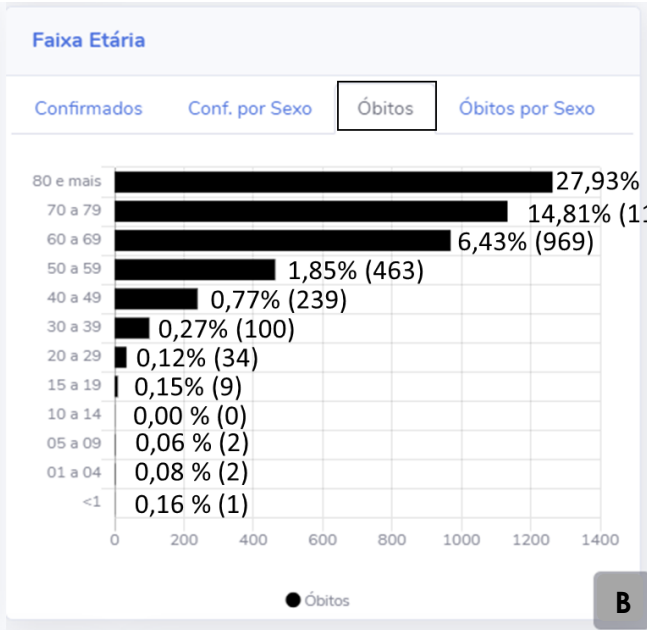 Faixa Etária
Confirmados Conf. por Sexo Óbitos Óbitos por Sexo
80 e mais 27,93%
70 a 79 14,81% (11
60 a 69 6,43% (969)
50 a 59 1,85% (463)
40 a 49 0,77% (239)
30 a 39 0,27% (100)
20 a 29 0,12% (34)
15 a 19 0,15% (9)
10 a 14 0,00 % (0)
05 a 09 0,06 % (2)
01 a 04 0,08 % (2)
<1 0,16 % (1)
0 200 400 600 800 1000 1200 1400
Óbitos
B